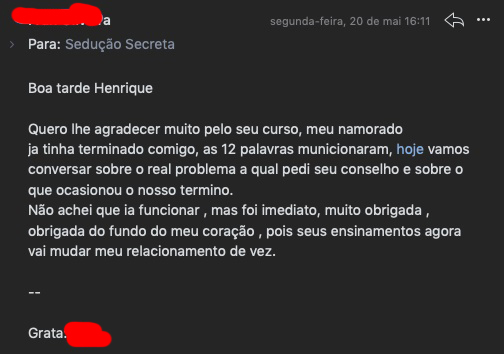 segunda-feira, 20 de mai 16:11
Para: Sedução Secreta
Boa tarde Henrique
Quero lhe agradecer muito pelo seu curso, meu namorado
ja tinha terminado comigo, as 12 palavras municionaram, hoje vamos
conversar sobre o real problema a qual pedi seu conselho e sobre o
que ocasionou o nosso termino.
Não achei que ia funcionar , mas foi imediato, muito obrigada ,
obrigada do fundo do meu coração , pois seus ensinamentos agora
vai mudar meu relacionamento de vez.
--
Grata.